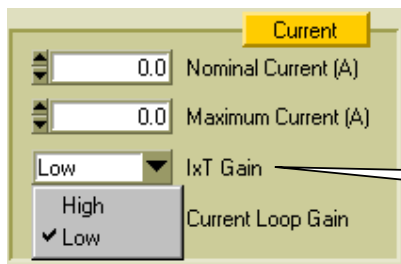 Current
0.0 Nominal Current (A)
0.0 Maximum Current (A)
Low IxT Gain
High
✔Low
Current Loop Gain